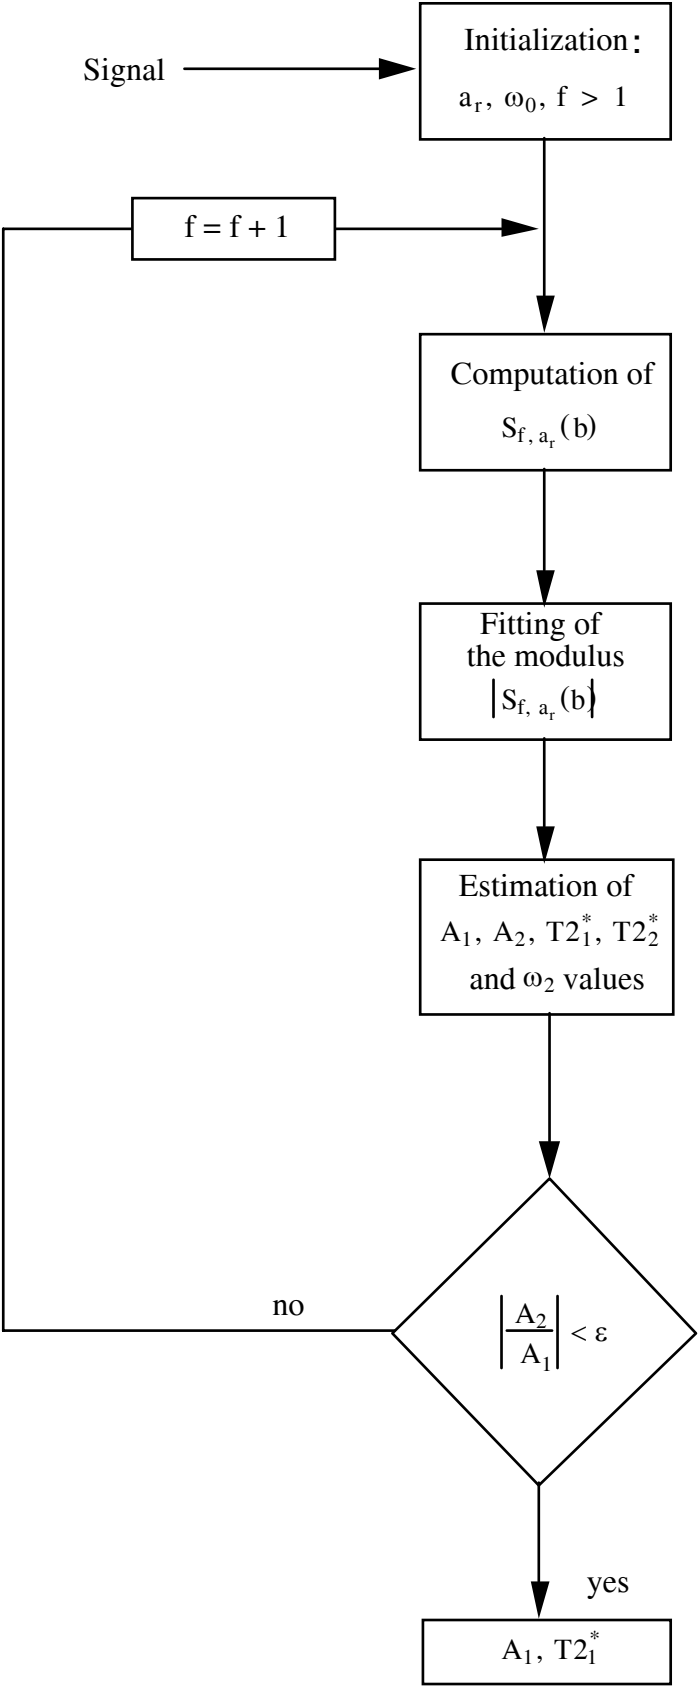 Initialization:
Signal
a_r, ω_0, f > 1
f = f + 1
Computation of
S_{f, a_r}(b)
Fitting of
the modulus
|S_{f, a_r}(b)|
Estimation of
A_1, A_2, T2_1^*, T2_2^*
and ω_2 values
no
|A_2 / A_1| < ε
yes
A_1, T2_1^*